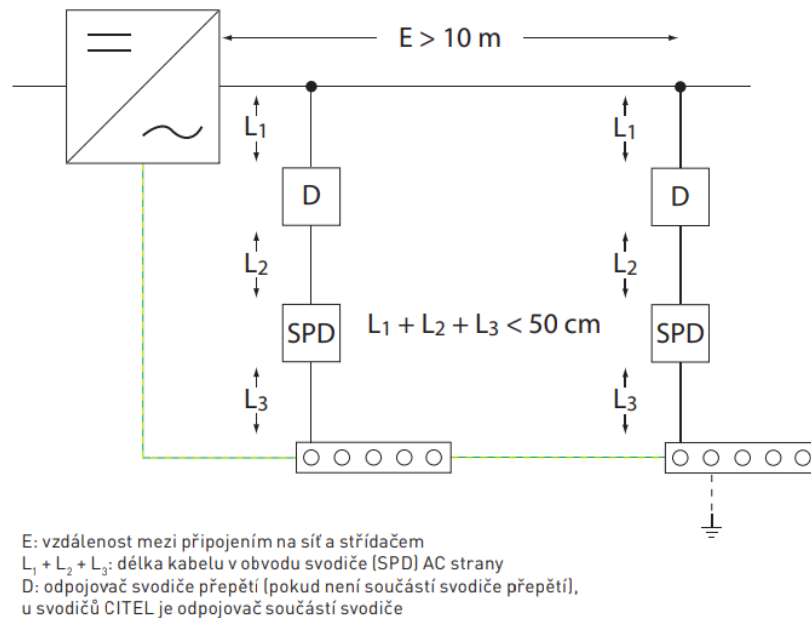 E > 10 m
L₁ L₁
D D
L₂ L₂
SPD L₁ + L₂ + L₃ < 50 cm SPD
L₃ L₃
E: vzdálenost mezi připojením na síť a střídačem
L₁ + L₂ + L₃: délka kabelu v obvodu svodiče (SPD) AC strany
D: odpojovač svodiče přepětí (pokud není součástí svodiče přepětí),
u svodičů CITEL je odpojovač součástí svodiče